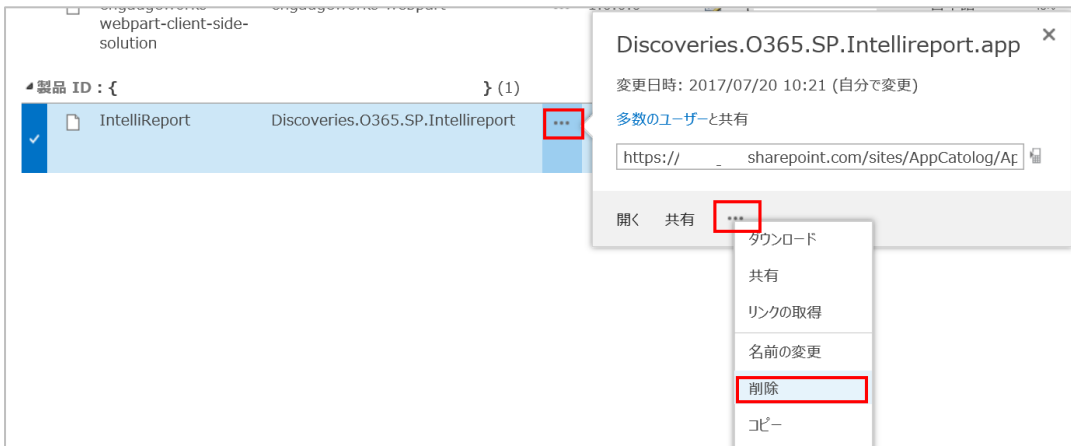 webpart-client-side-
solution
製品 ID : {
} (1)
IntelliReport
Discoveries.O365.SP.Intellireport
...
Discoveries.O365.SP.Intellireport.app
×
変更日時: 2017/07/20 10:21 (自分で変更)
多数のユーザーと共有
https:// _ sharepoint.com/sites/AppCatolog/Ap
開く 共有 ...
ダウンロード
共有
リンクの取得
名前の変更
削除
コピー